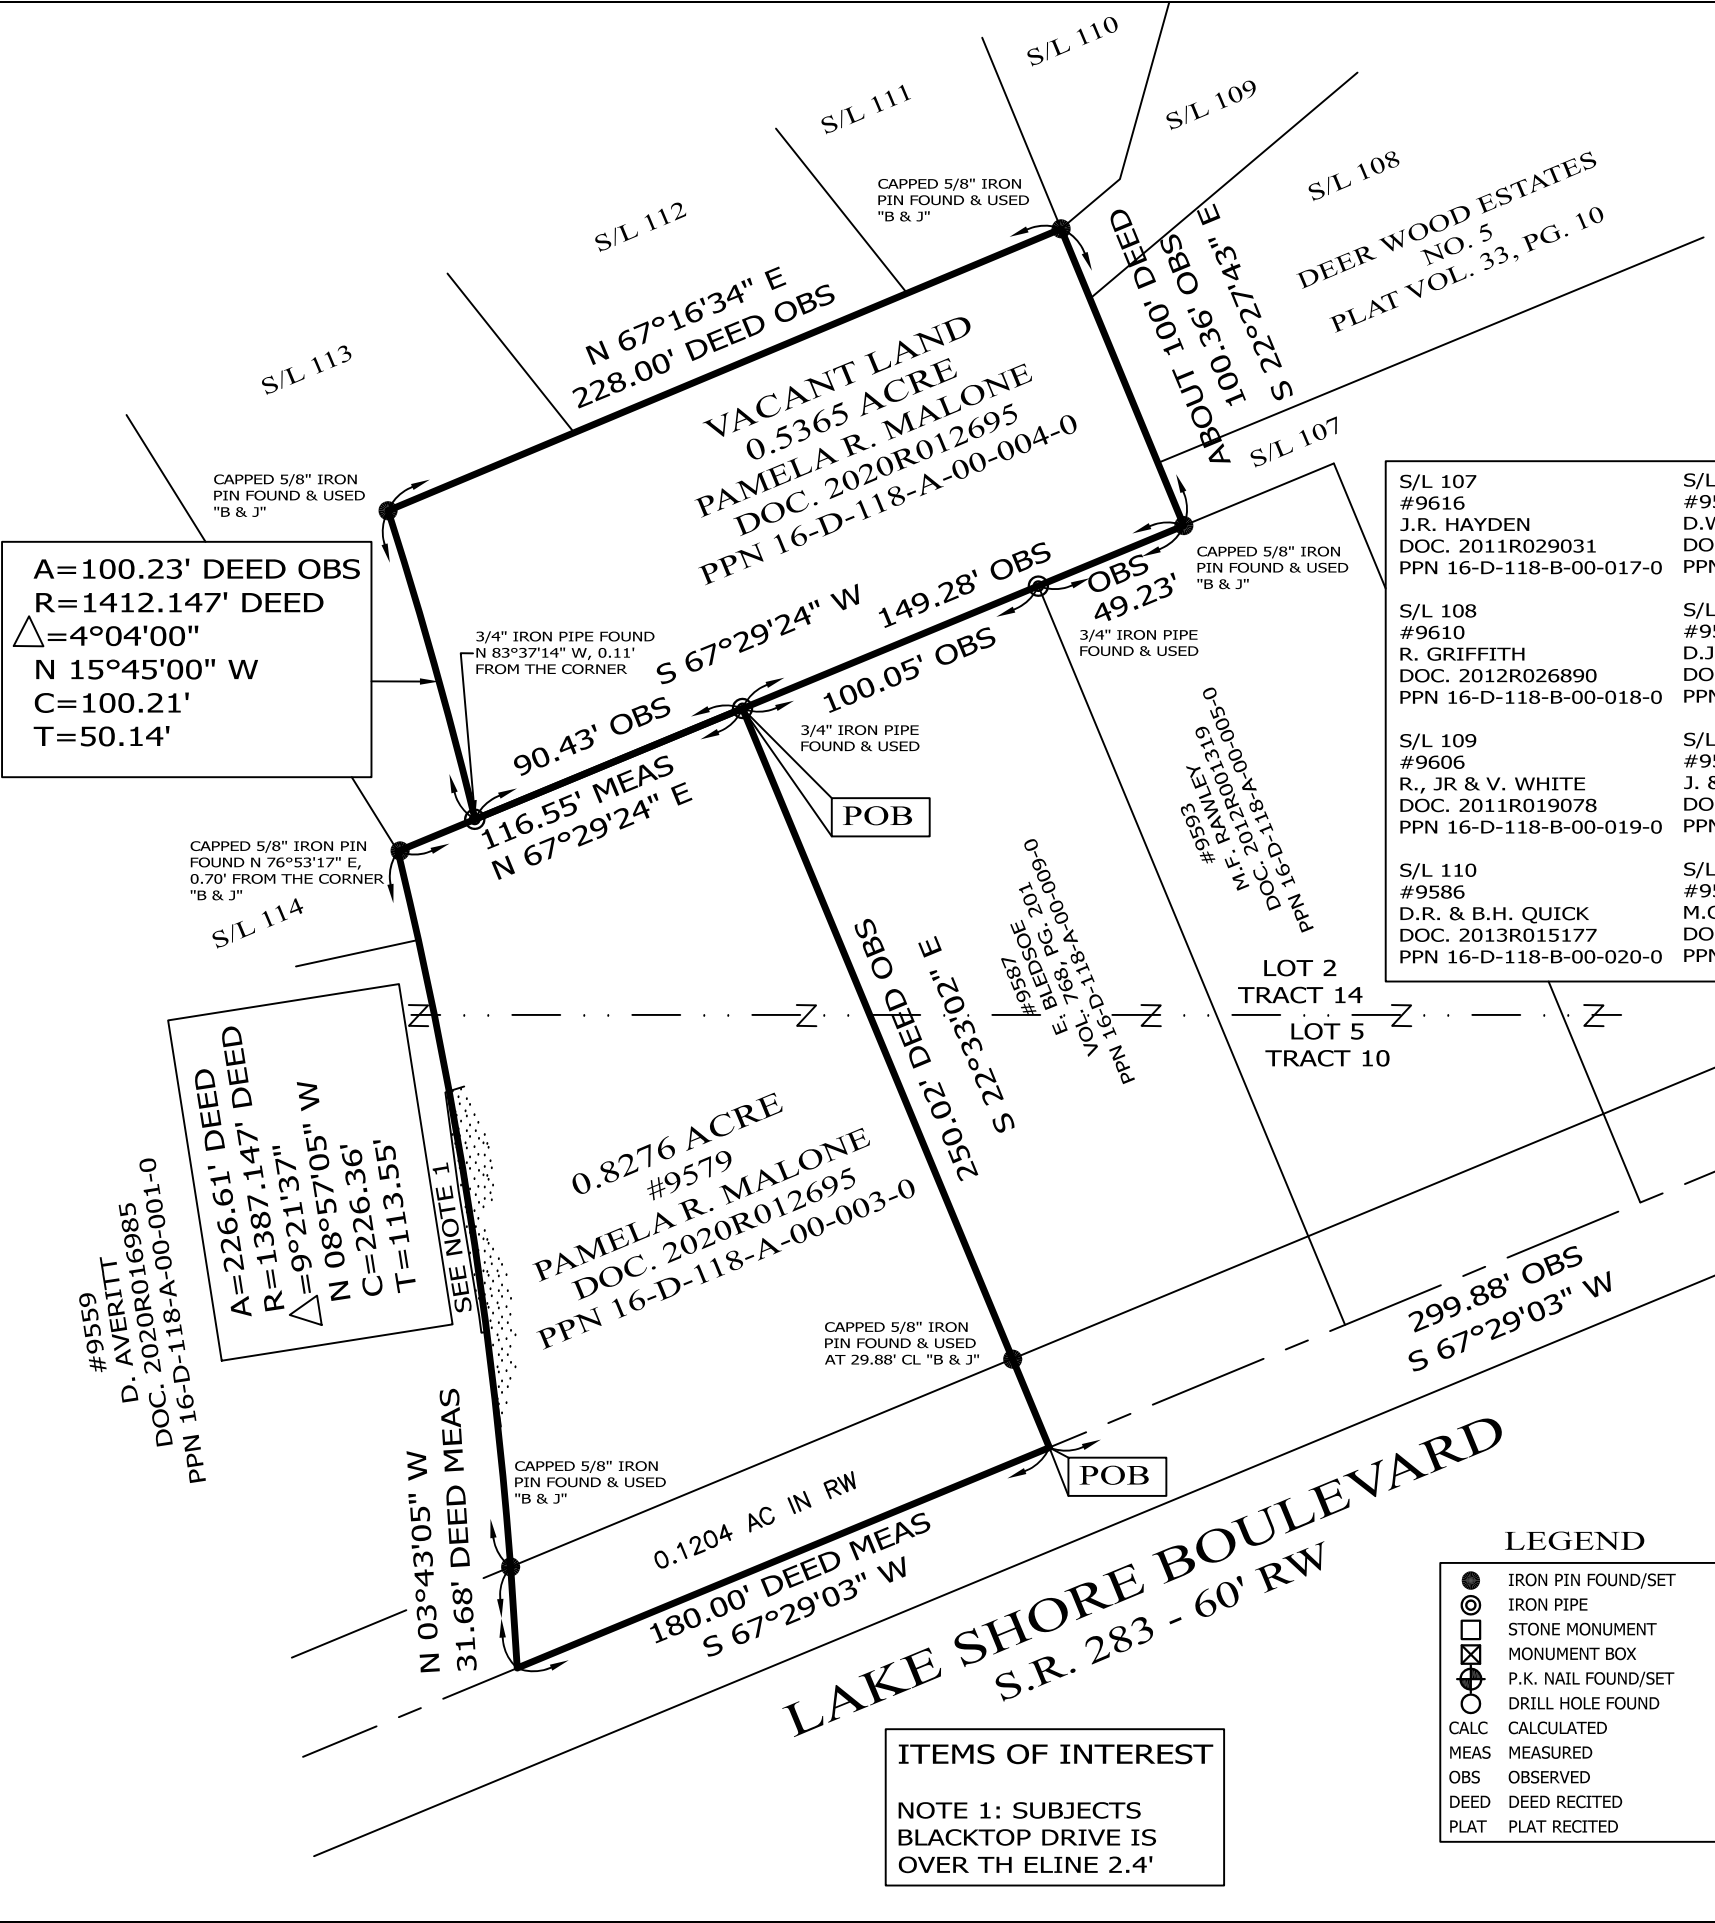 S/L 110
S/L 111
S/L 109
S/L 108
S/L 112
S/L 113
DEER WOOD ESTATES
NO. 5
PLAT VOL. 33, PG. 10
CAPPED 5/8" IRON
PIN FOUND & USED
"B & J"
ABOUT 100' DEED
100.36' OBS
S 22°27'43" E
N 67°16'34" E
228.00' DEED OBS
VACANT LAND
0.5365 ACRE
PAMELA R. MALONE
DOC. 2020R012695
PPN 16-D-118-A-00-004-0
S/L 107
CAPPED 5/8" IRON
PIN FOUND & USED
"B & J"
A=100.23' DEED OBS
R=1412.147' DEED
△=4°04'00"
N 15°45'00" W
C=100.21'
T=50.14'
3/4" IRON PIPE FOUND
N 83°37'14" W, 0.11'
FROM THE CORNER
S 67°29'24" W
149.28' OBS
OBS
49.23'
CAPPED 5/8" IRON
PIN FOUND & USED
"B & J"
3/4" IRON PIPE
FOUND & USED
100.05' OBS
90.43' OBS
3/4" IRON PIPE
FOUND & USED
116.55' MEAS
N 67°29'24" E
POB
CAPPED 5/8" IRON PIN
FOUND N 76°53'17" E,
0.70' FROM THE CORNER
"B & J"
S/L 114
#9593
M.F. RAWLEY
DOC. 2012R001319
PPN 16-D-118-A-00-005-0
#9587
E. BLEDSOE
VOL. 768, PG. 201
PPN 16-D-118-A-00-009-0
S/L 107
#9616
J.R. HAYDEN
DOC. 2011R029031
PPN 16-D-118-B-00-017-0
S/L 108
#9610
R. GRIFFITH
DOC. 2012R026890
PPN 16-D-118-B-00-018-0
S/L 109
#9606
R., JR & V. WHITE
DOC. 2011R019078
PPN 16-D-118-B-00-019-0
S/L 110
#9586
D.R. & B.H. QUICK
DOC. 2013R015177
PPN 16-D-118-B-00-020-0
LOT 2
TRACT 14
Z Z Z Z Z
LOT 5
TRACT 10
250.02' DEED OBS
S 22°33'02" E
A=226.61' DEED
R=1387.147' DEED
△=9°21'37"
N 08°57'05" W
C=226.36'
T=113.55'
SEE NOTE 1
#9559
D. AVERITT
DOC. 2020R016985
PPN 16-D-118-A-00-001-0
0.8276 ACRE
#9579
PAMELA R. MALONE
DOC. 2020R012695
PPN 16-D-118-A-00-003-0
CAPPED 5/8" IRON
PIN FOUND & USED
AT 29.88' CL "B & J"
299.88' OBS
S 67°29'03" W
N 03°43'05" W
31.68' DEED MEAS
CAPPED 5/8" IRON
PIN FOUND & USED
"B & J"
0.1204 AC IN RW
180.00' DEED MEAS
S 67°29'03" W
POB
LAKE SHORE BOULEVARD
S.R. 283 - 60' RW
ITEMS OF INTEREST
NOTE 1: SUBJECTS
BLACKTOP DRIVE IS
OVER TH ELINE 2.4'
LEGEND
IRON PIN FOUND/SET
IRON PIPE
STONE MONUMENT
MONUMENT BOX
P.K. NAIL FOUND/SET
DRILL HOLE FOUND
CALC CALCULATED
MEAS MEASURED
OBS OBSERVED
DEED DEED RECITED
PLAT PLAT RECITED